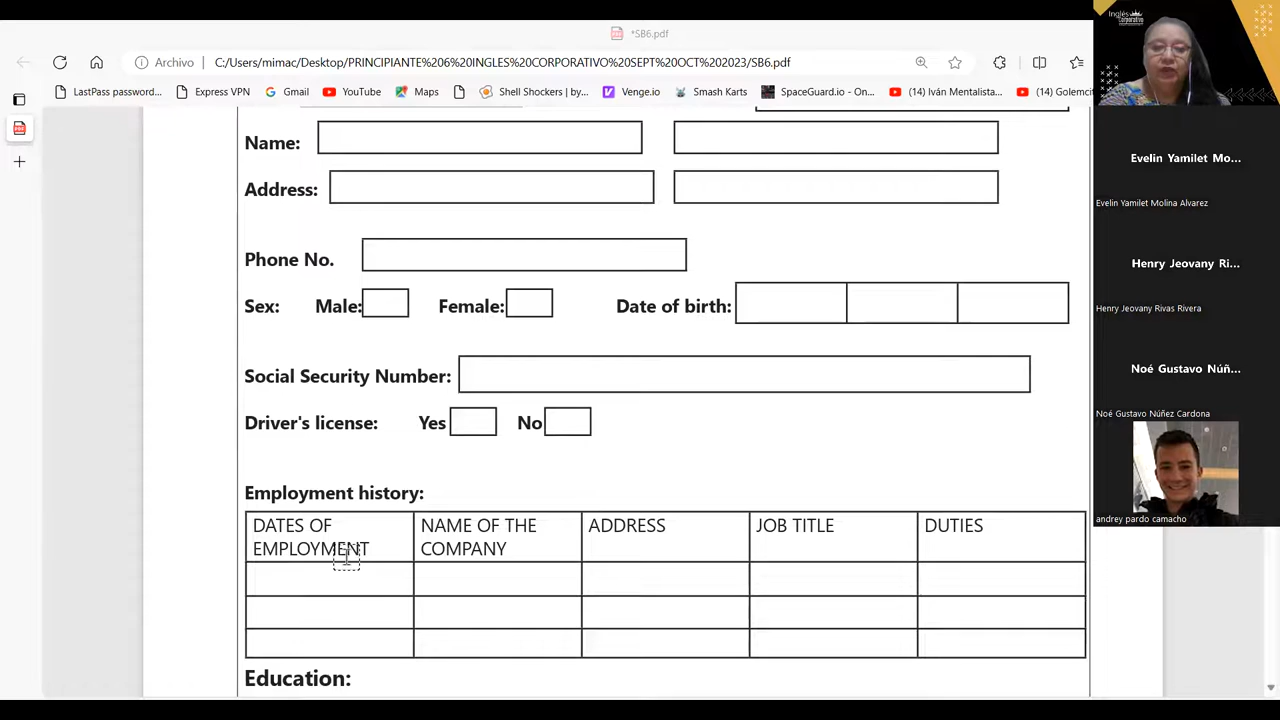 *SB6.pdf
Archivo
C:/Users/mimac/Desktop/PRINCIPIANTE%206%20INGLES%20CORPORATIVO%20SEPT%20OCT%202023/SB6.pdf
LastPass password... Express VPN Gmail YouTube Maps Shell Shockers | by... Venge.io Smash Karts SpaceGuard.io - On... (14) Iván Mentalista... (14) Golemcit
Name:
Address:
Phone No.
Sex: Male: Female: Date of birth:
Social Security Number:
Driver's license: Yes No
Employment history:
DATES OF EMPLOYMENT
NAME OF THE COMPANY
ADDRESS
JOB TITLE
DUTIES
Education:
Inglés
Corporativo
Evelin Yamilet Mo...
Evelin Yamilet Molina Alvarez
Henry Jeovany Ri...
Henry Jeovany Rivas Rivera
Noé Gustavo Núñ...
Noé Gustavo Núñez Cardona
andrey pardo camacho